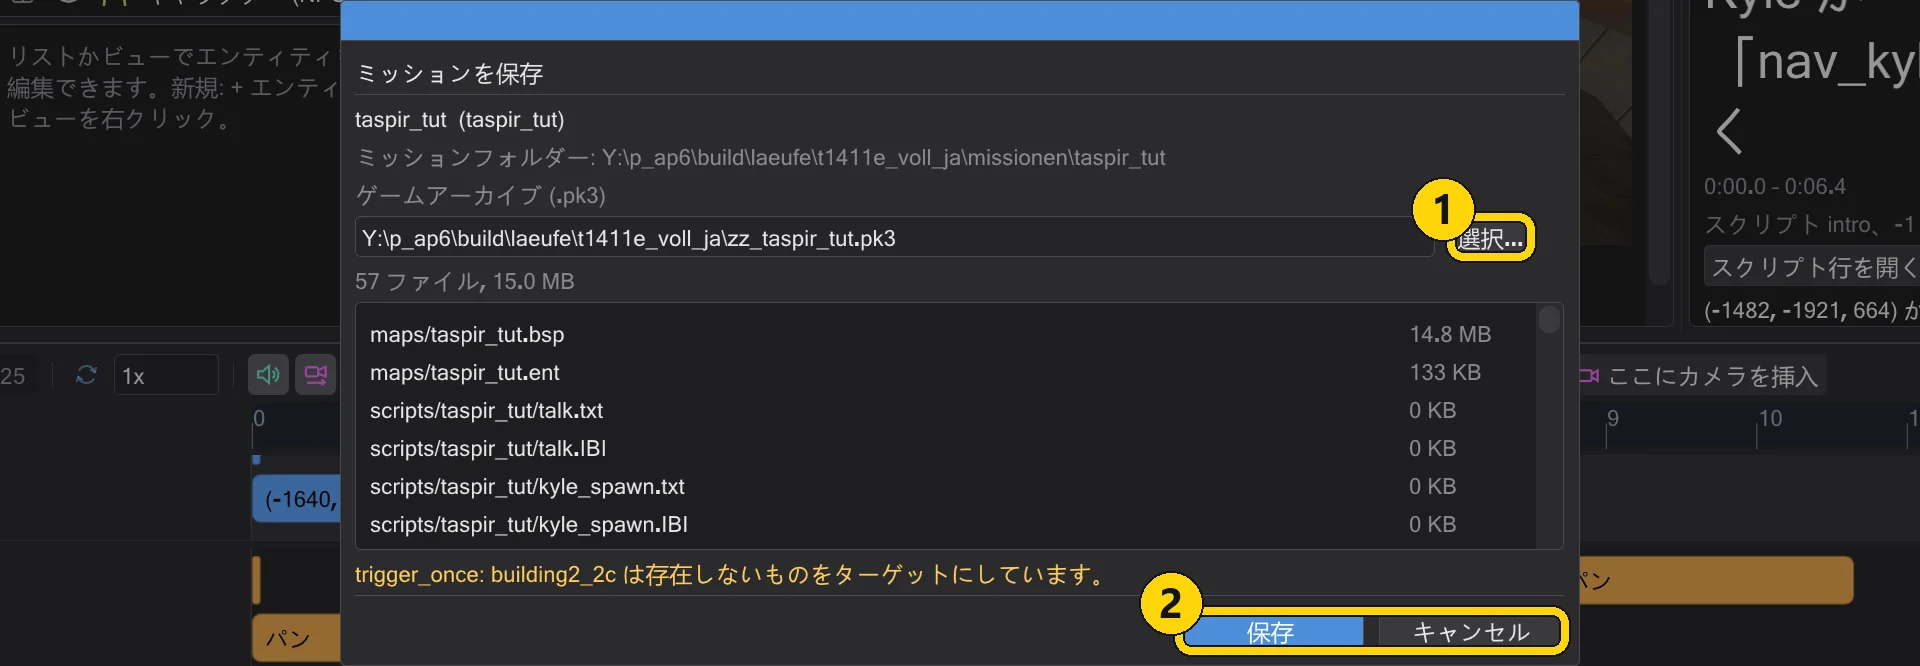 リストかビューでエンティティ
編集できます。新規: + エンティ
ビューを右クリック。
ミッションを保存
taspir_tut (taspir_tut)
ミッションフォルダー: Y:\p_ap6\build\laeufe\t1411e_voll_ja\missionen\taspir_tut
ゲームアーカイブ (.pk3)
Y:\p_ap6\build\laeufe\t1411e_voll_ja\zz_taspir_tut.pk3
1
選択...
57 ファイル, 15.0 MB
maps/taspir_tut.bsp 14.8 MB
maps/taspir_tut.ent 133 KB
scripts/taspir_tut/talk.txt 0 KB
scripts/taspir_tut/talk.IBI 0 KB
scripts/taspir_tut/kyle_spawn.txt 0 KB
scripts/taspir_tut/kyle_spawn.IBI 0 KB
trigger_once: building2_2c は存在しないものをターゲットにしています。
2
保存 キャンセル
Kyle が
「nav_kyl
く
0:00.0 - 0:06.4
スクリプト intro、-1
スクリプト行を開く
(-1482, -1921, 664) か
25
1x
ここにカメラを挿入
0 9 10 1
(-1640,
パン
パン